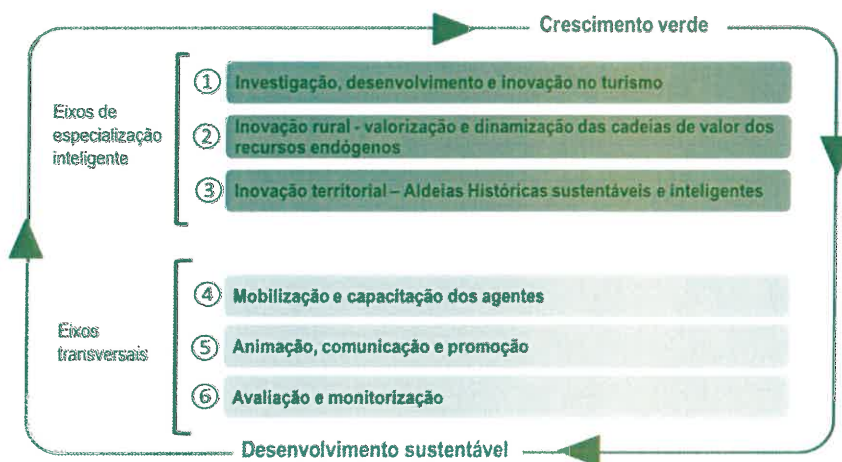 Crescimento verde
Eixos de
especialização
inteligente
1 Investigação, desenvolvimento e inovação no turismo
2 Inovação rural - valorização e dinamização das cadeias de valor dos
recursos endógenos
3 Inovação territorial – Aldeias Históricas sustentáveis e inteligentes
Eixos
transversais
4 Mobilização e capacitação dos agentes
5 Animação, comunicação e promoção
6 Avaliação e monitorização
Desenvolvimento sustentável